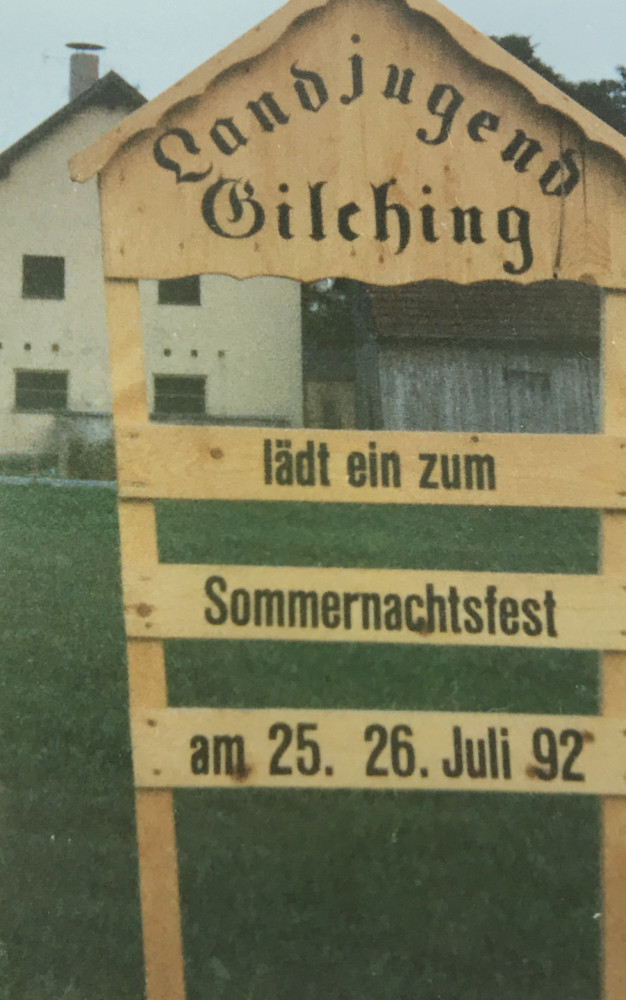 Landjugend
Gilching
lädt ein zum
Sommernachtsfest
am 25. 26. Juli 92